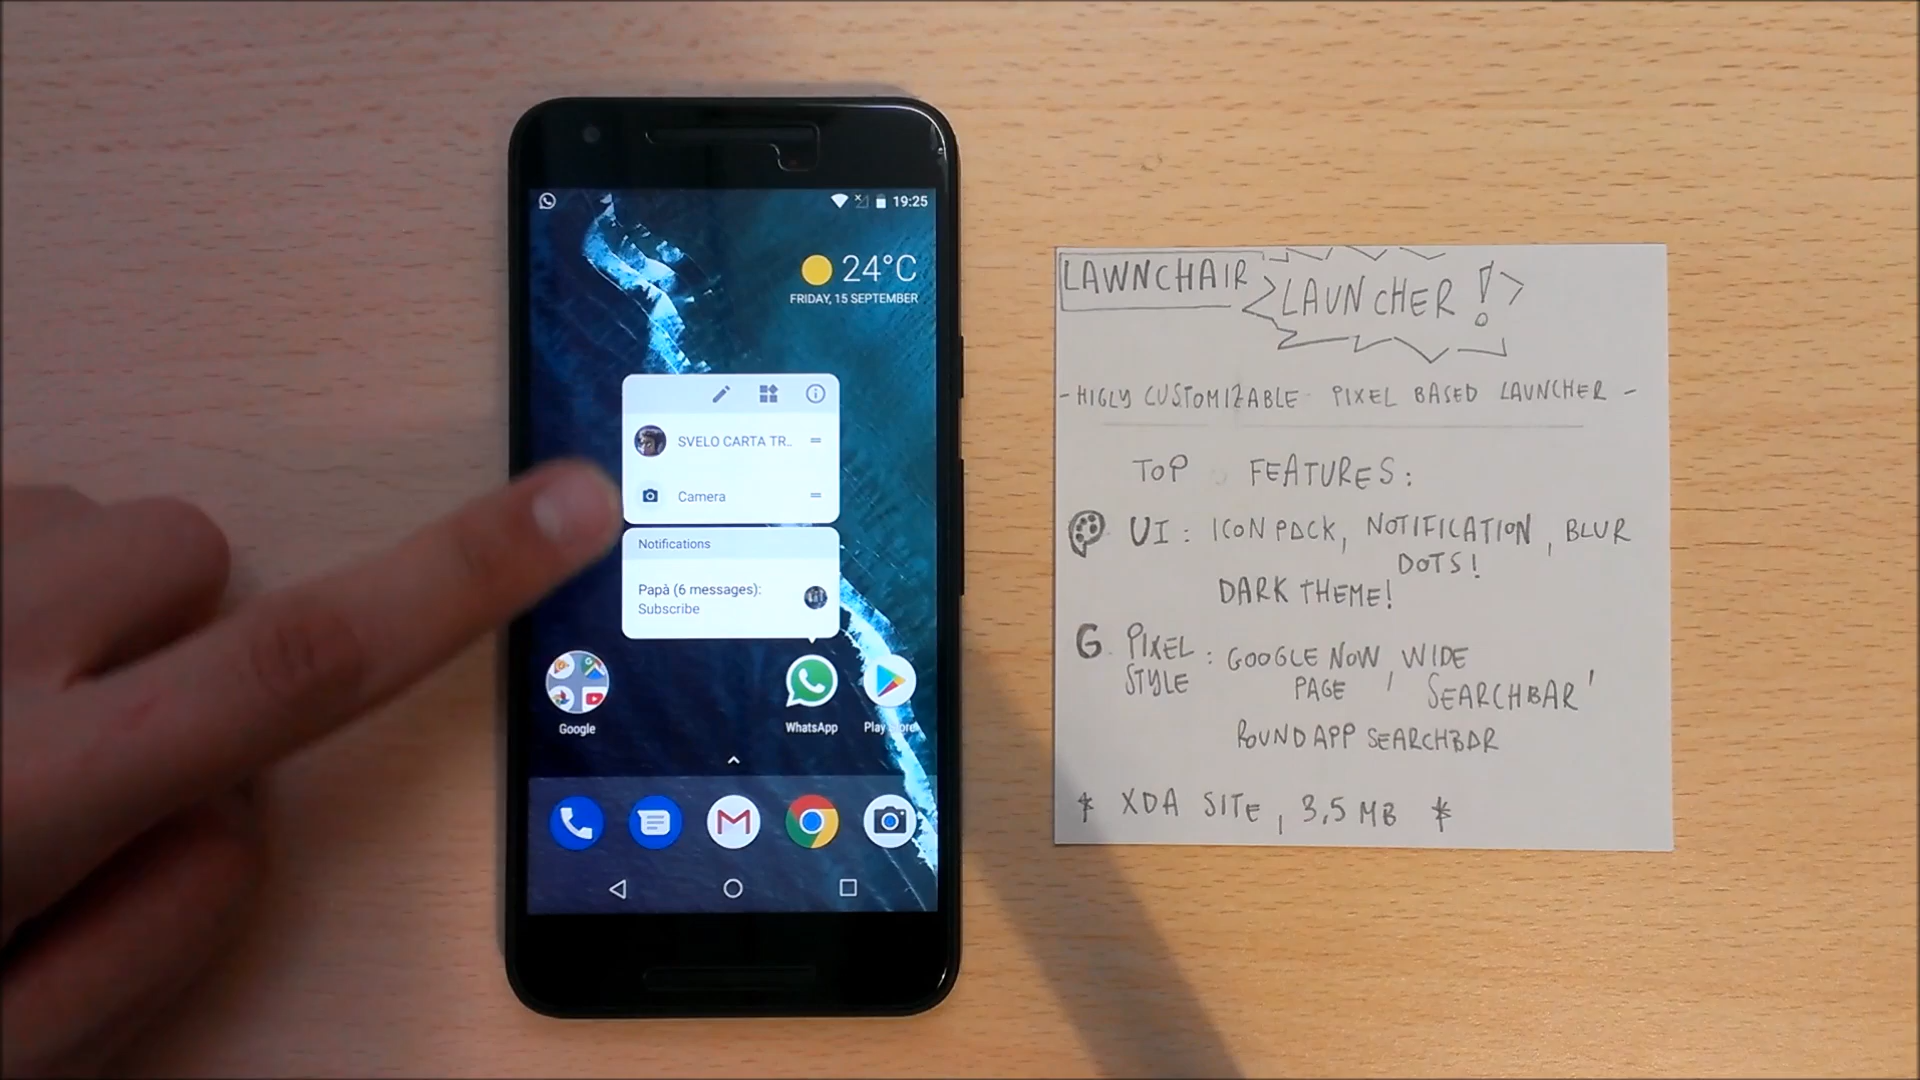 19:25
24°C
FRIDAY, 15 SEPTEMBER
SVELO CARTA TR...
Camera
Notifications
Papà (6 messages):
Subscribe
Google
WhatsApp
Play Store
LAWNCHAIR
LAUNCHER!
- HIGLY CUSTOMIZABLE PIXEL BASED LAUNCHER -
TOP FEATURES:
UI: ICON PACK, NOTIFICATION, BLUR
DOTS!
DARK THEME!
G PIXEL STYLE: GOOGLE NOW PAGE, WIDE SEARCHBAR,
ROUND APP SEARCHBAR
* XDA SITE, 3,5 MB *